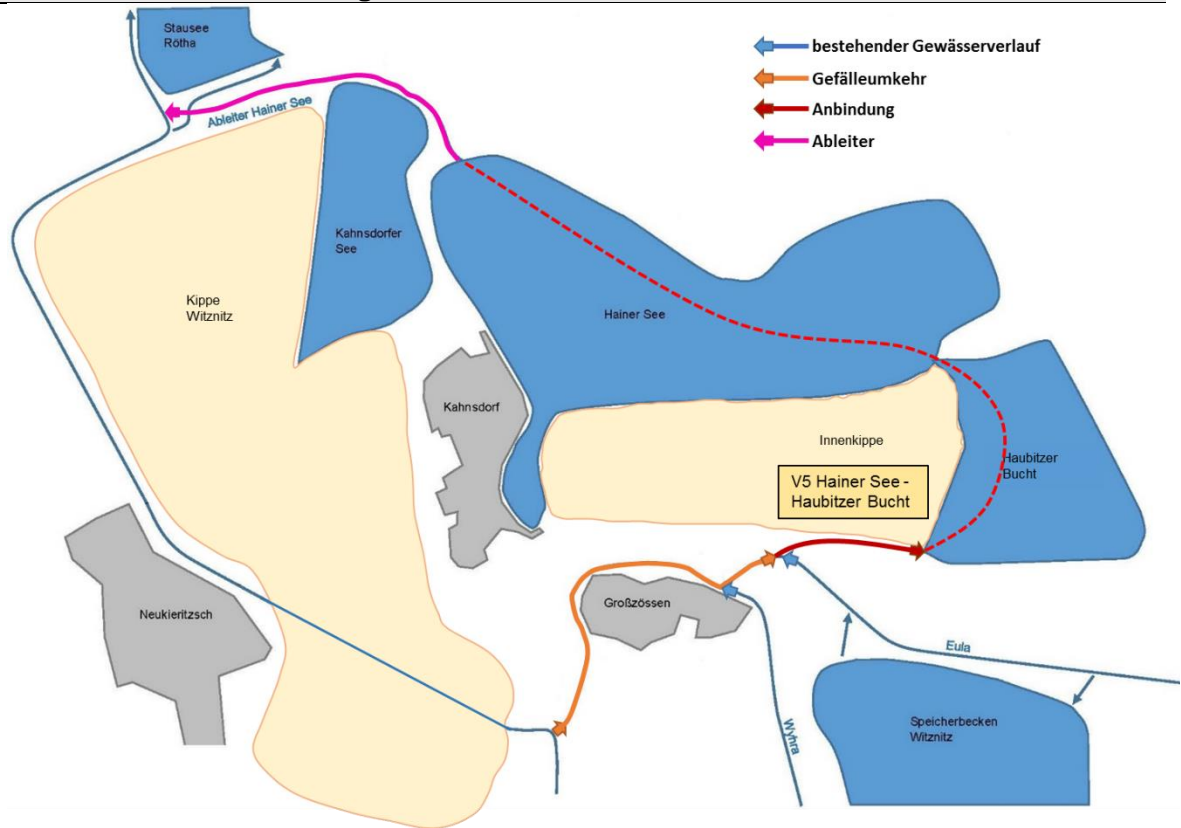 Stausee
Rötha
bestehender Gewässerverlauf
Gefälleumkehr
Anbindung
Ableiter
Ableiter Hainer See
Kahnsdorfer
See
Kippe
Witznitz
Hainer See
Kahnsdorf
Innenkippe
Haubitzer
Bucht
V5 Hainer See -
Haubitzer Bucht
Neukieritzsch
Großzössen
Eula
Wyhra
Speicherbecken
Witznitz